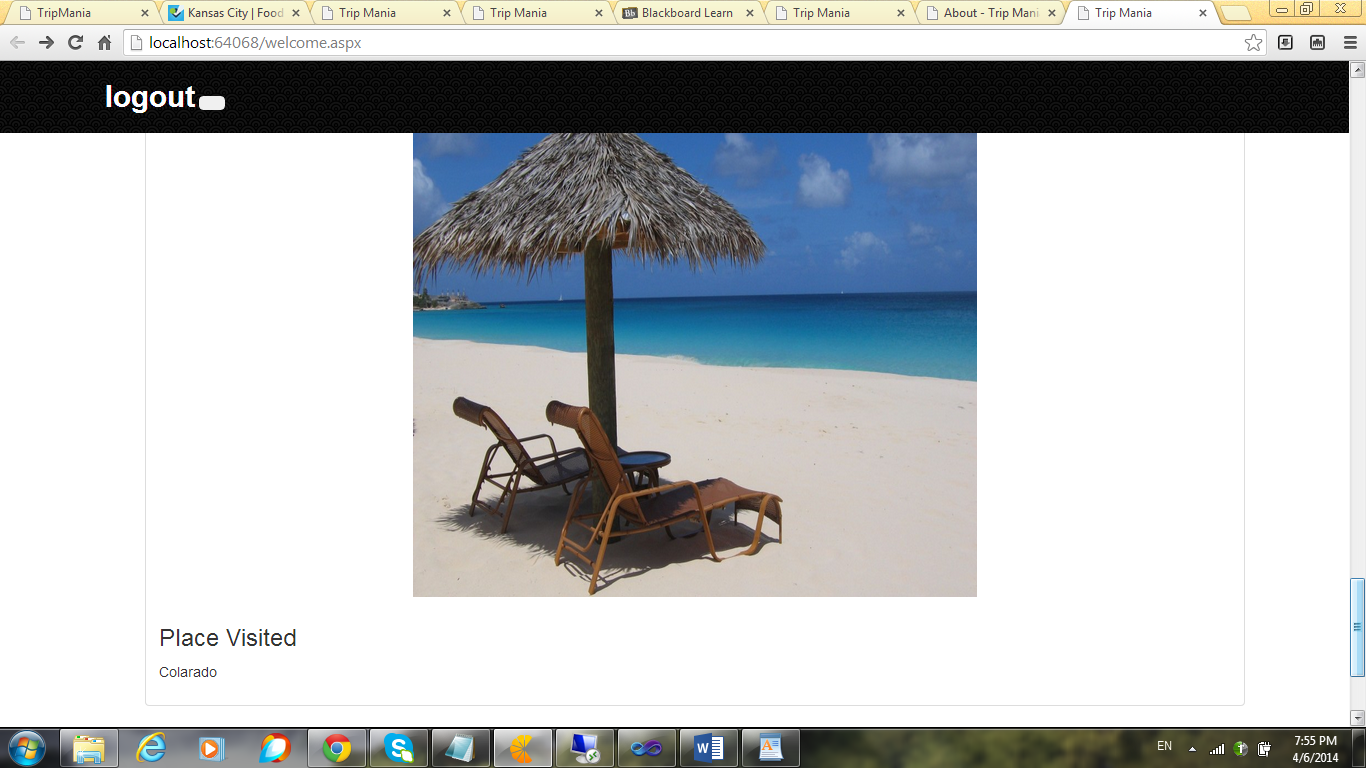 TripMania
Kansas City | Food
Trip Mania
Trip Mania
Blackboard Learn
Trip Mania
About - Trip Mani
Trip Mania
localhost:64068/welcome.aspx
logout
Place Visited
Colarado
EN
7:55 PM
4/6/2014